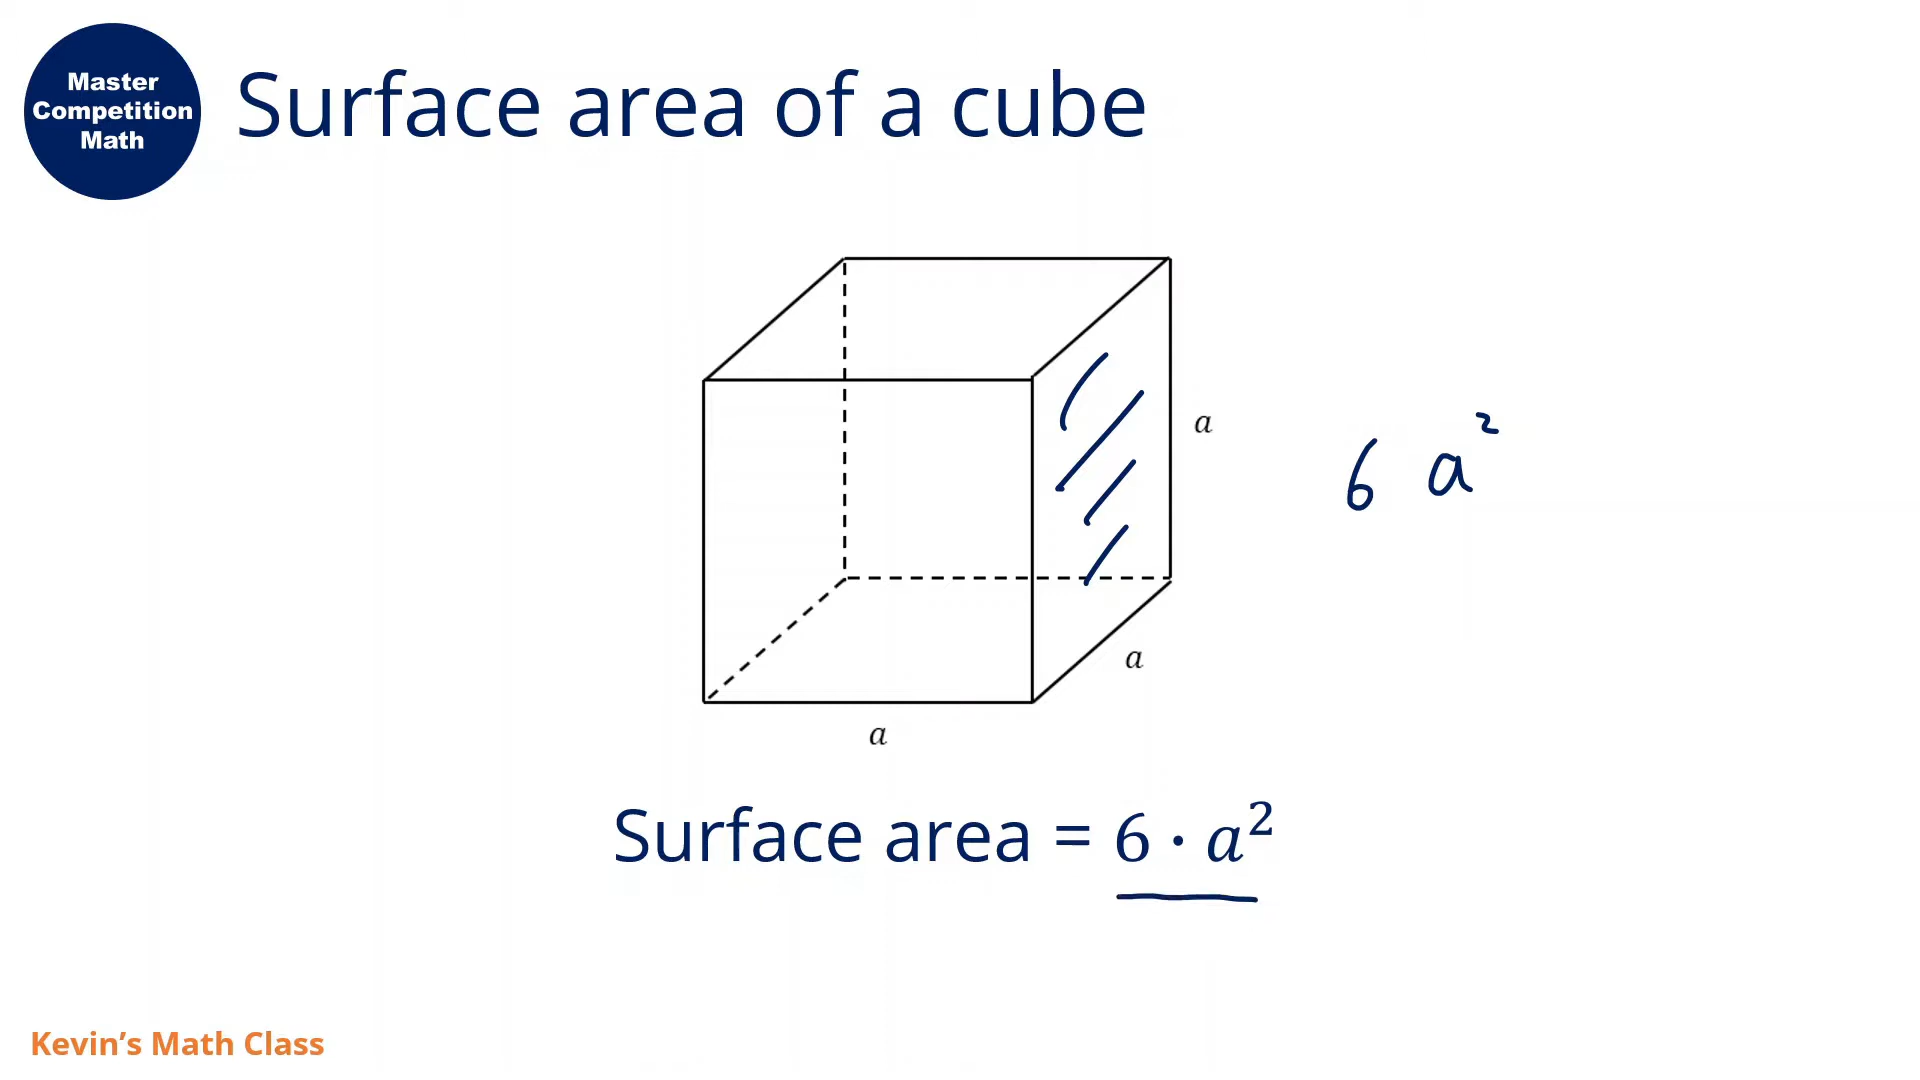 Master
Competition
Math
Surface area of a cube
a
6 a²
a
a
Surface area = 6 · a²
Kevin’s Math Class